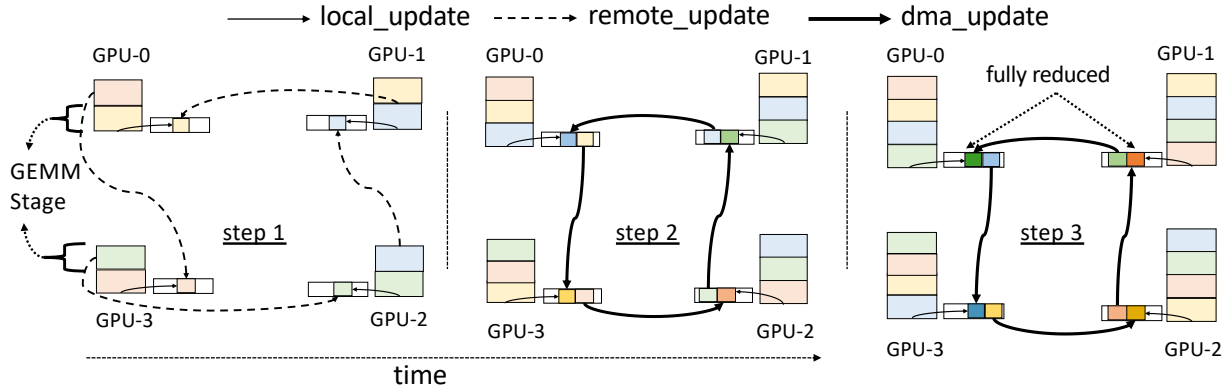 local_update remote_update dma_update
GPU-0 GPU-1 GPU-0 GPU-1 GPU-0 GPU-1
fully reduced
GEMM
Stage
step 1 step 2 step 3
GPU-3 GPU-2 GPU-3 GPU-2 GPU-3 GPU-2
time